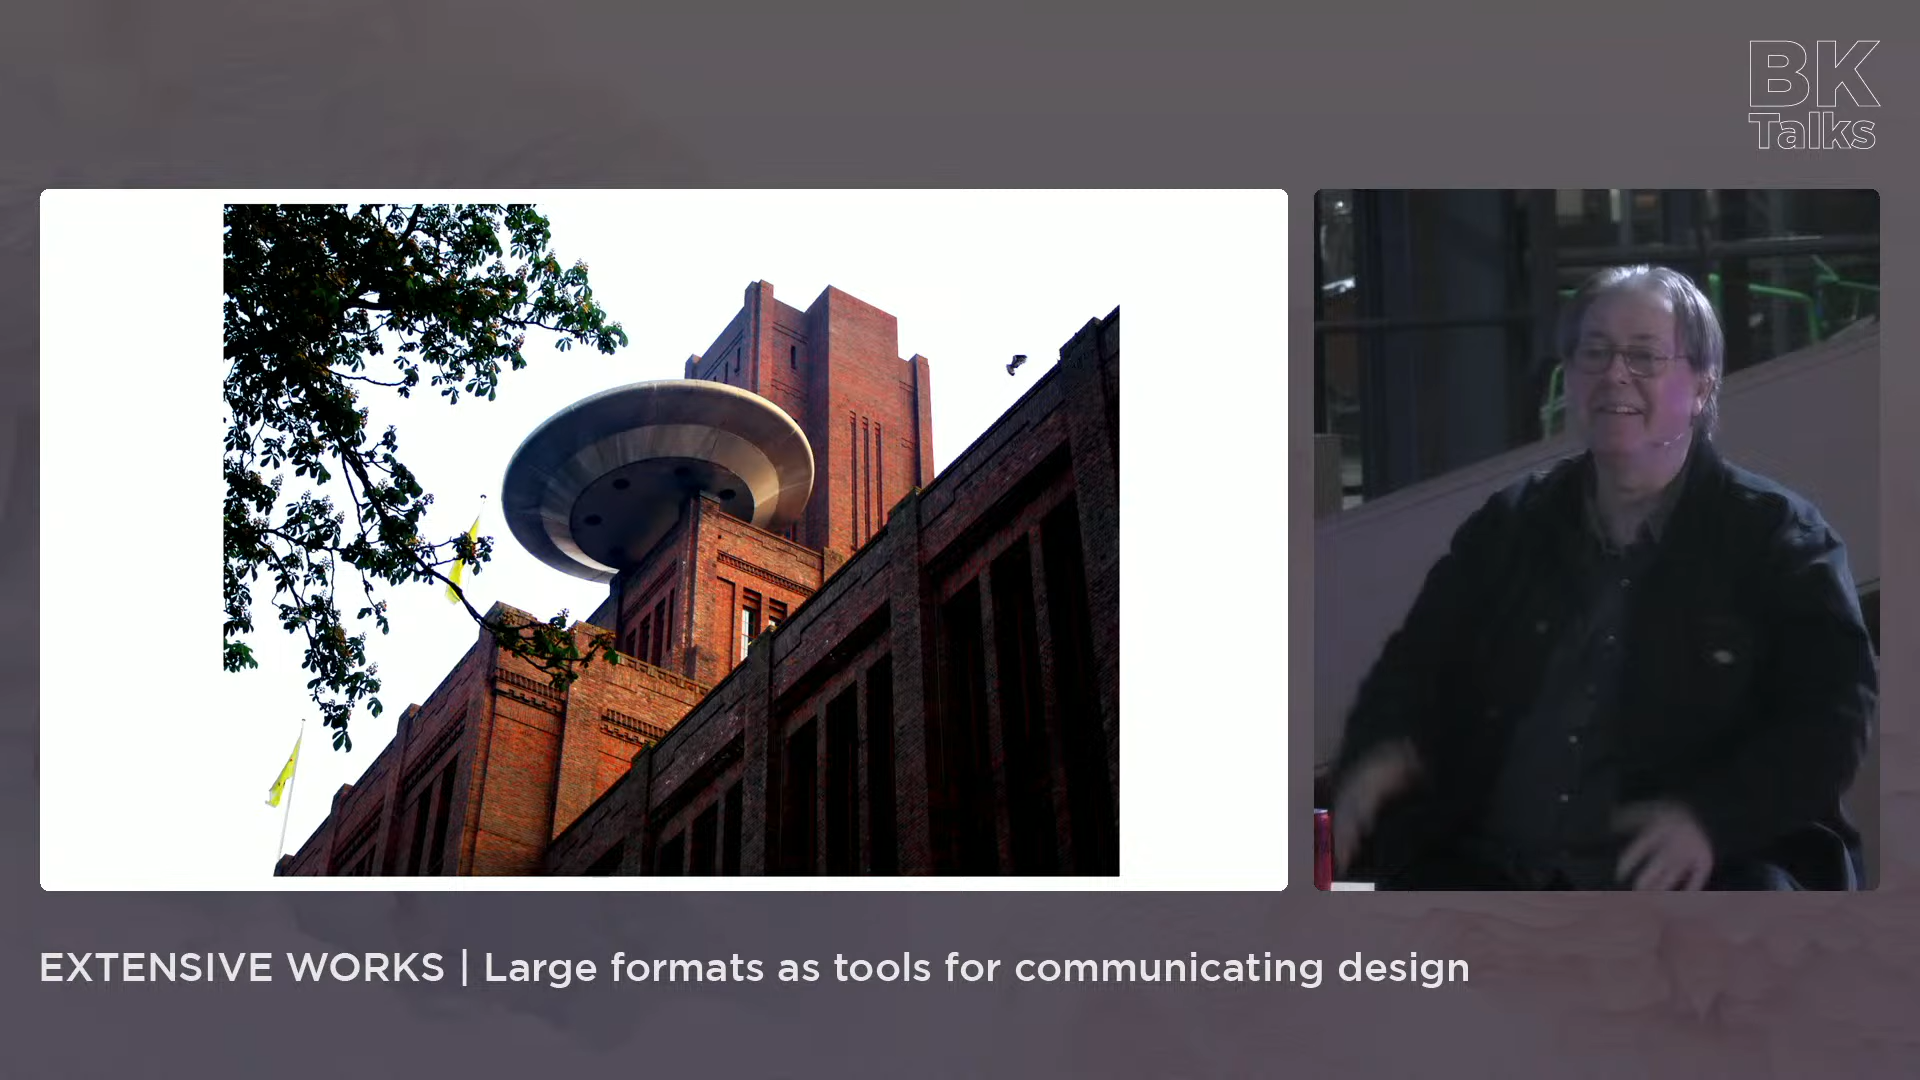 BK
Talks
EXTENSIVE WORKS | Large formats as tools for communicating design